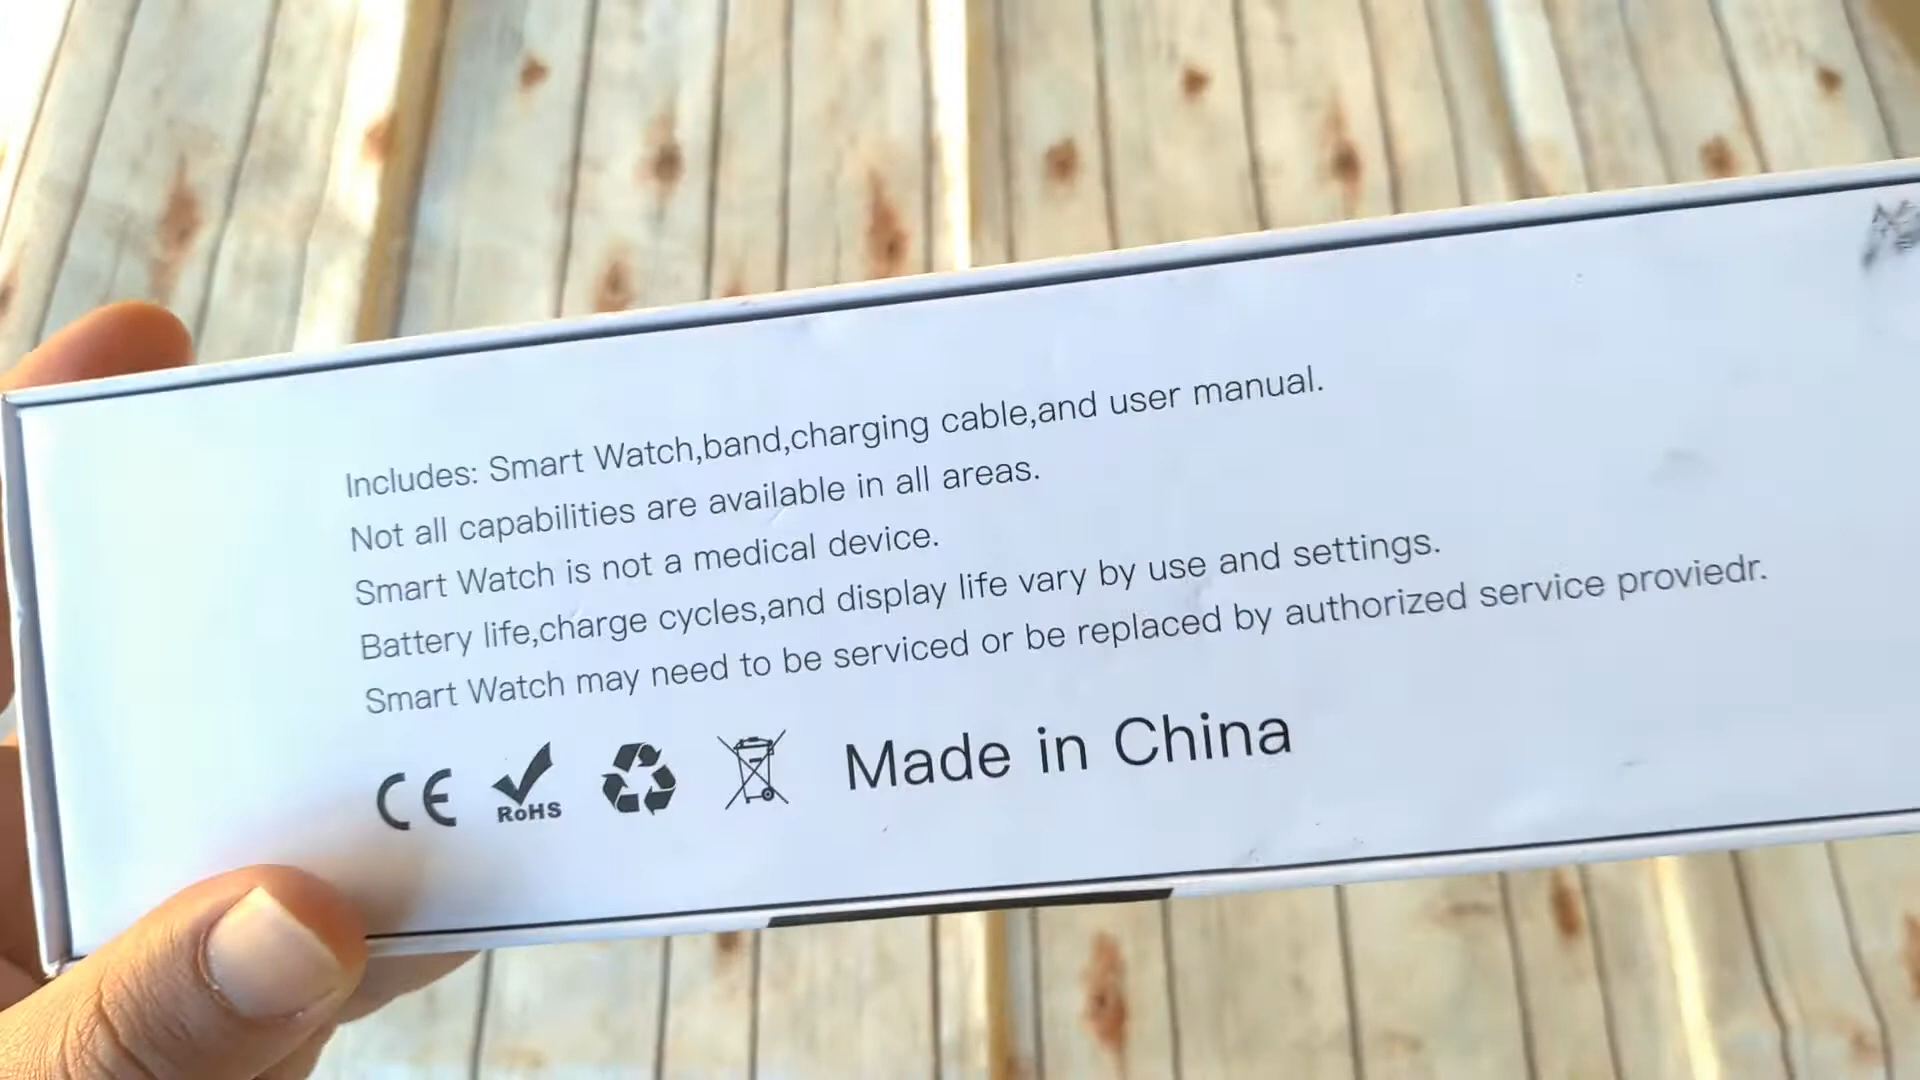 Includes: Smart Watch,band,charging cable,and user manual.
Not all capabilities are available in all areas.
Smart Watch is not a medical device.
Battery life,charge cycles,and display life vary by use and settings.
Smart Watch may need to be serviced or be replaced by authorized service proviedr.
CE RoHS Made in China